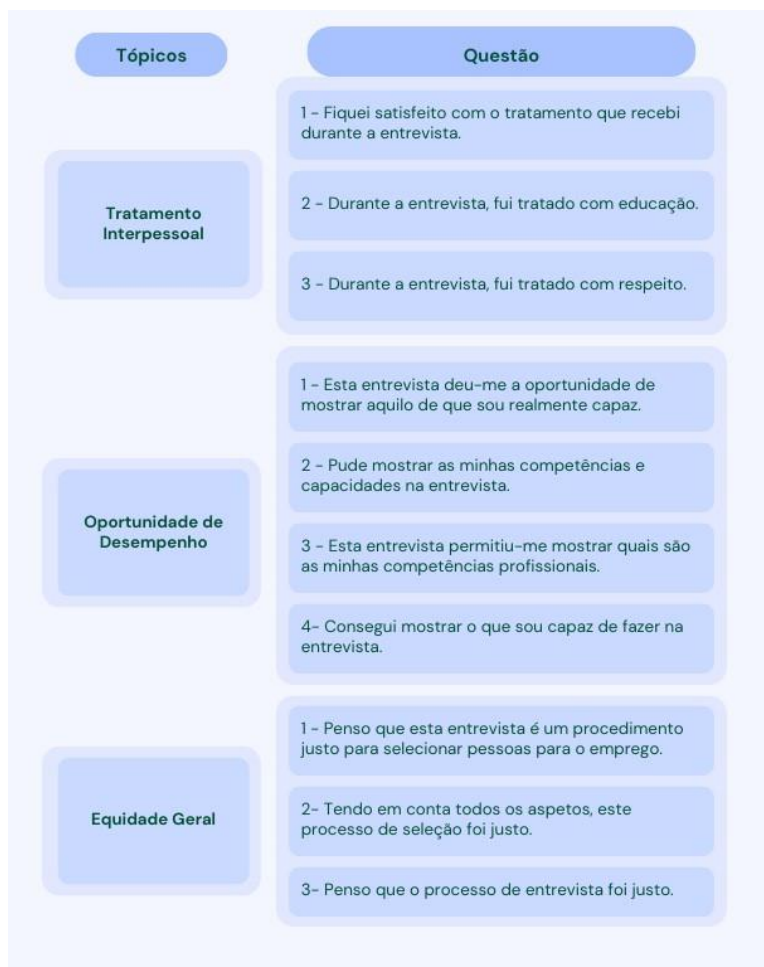 Tópicos
Questão
Tratamento
Interpessoal
1 - Fiquei satisfeito com o tratamento que recebi
durante a entrevista.
2 - Durante a entrevista, fui tratado com educação.
3 - Durante a entrevista, fui tratado com respeito.
Oportunidade de
Desempenho
1 - Esta entrevista deu-me a oportunidade de
mostrar aquilo de que sou realmente capaz.
2 - Pude mostrar as minhas competências e
capacidades na entrevista.
3 - Esta entrevista permitiu-me mostrar quais são
as minhas competências profissionais.
4- Consegui mostrar o que sou capaz de fazer na
entrevista.
Equidade Geral
1 - Penso que esta entrevista é um procedimento
justo para selecionar pessoas para o emprego.
2- Tendo em conta todos os aspetos, este
processo de seleção foi justo.
3- Penso que o processo de entrevista foi justo.